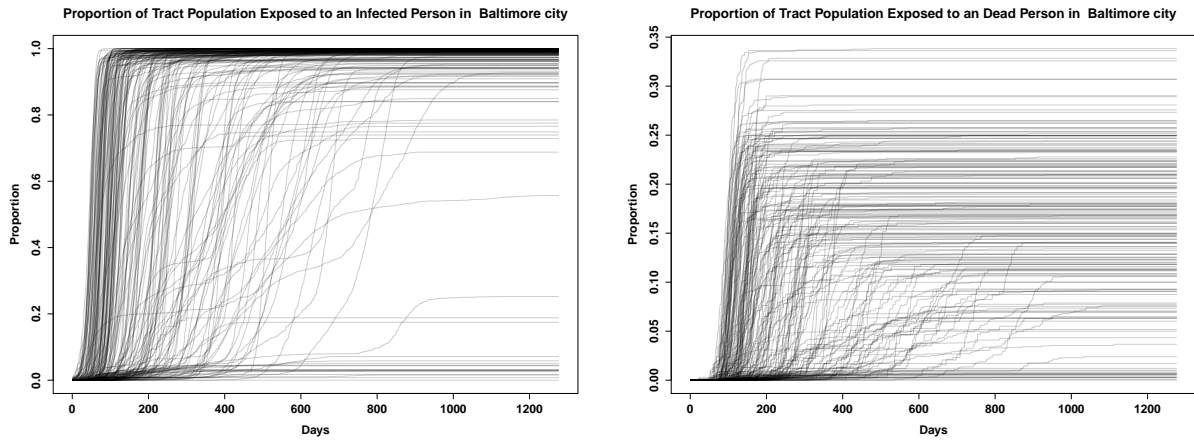 Proportion of Tract Population Exposed to an Infected Person in Baltimore city
Proportion
1.0
0.8
0.6
0.4
0.2
0.0
0 200 400 600 800 1000 1200
Days
Proportion of Tract Population Exposed to an Dead Person in Baltimore city
Proportion
0.35
0.30
0.25
0.20
0.15
0.10
0.05
0.00
0 200 400 600 800 1000 1200
Days